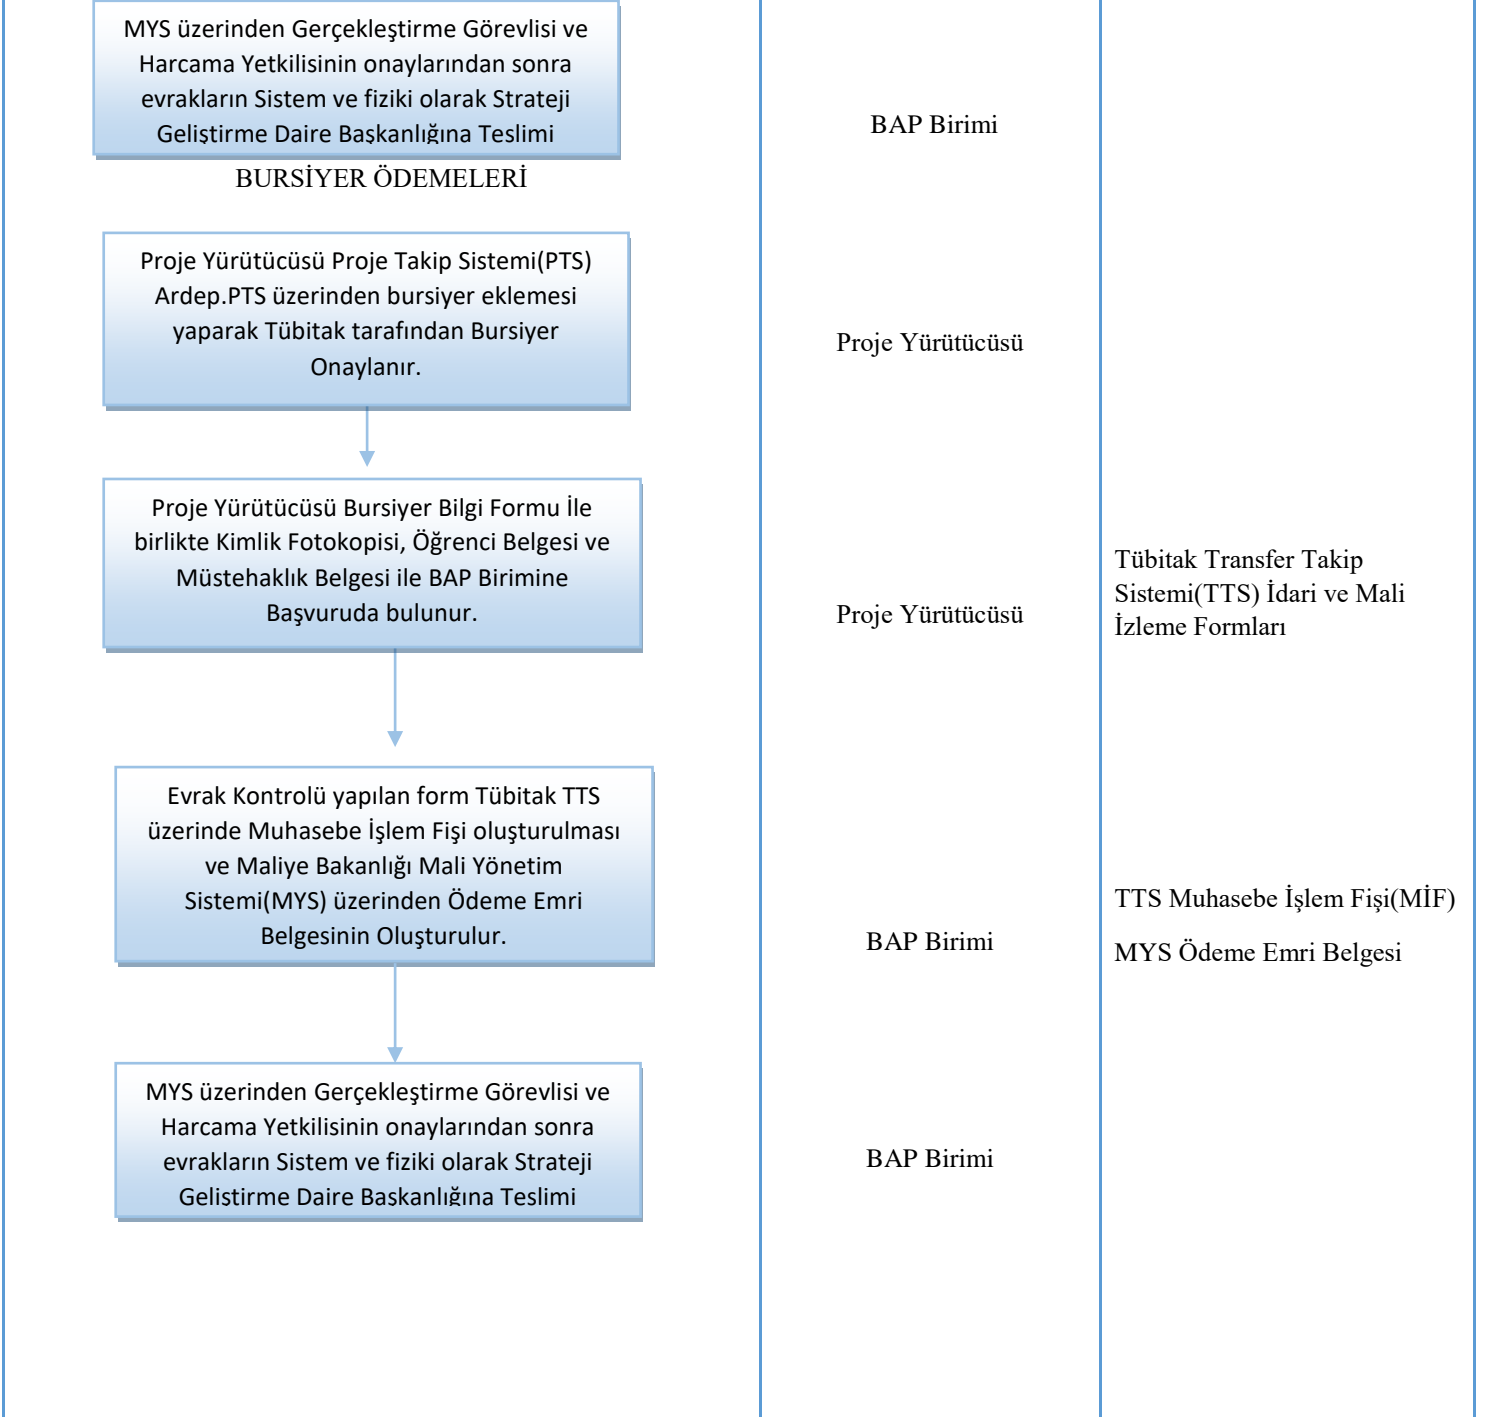 MYS üzerinden Gerçekleştirme Görevlisi ve
Harcama Yetkilisinin onaylarından sonra
evrakların Sistem ve fiziki olarak Strateji
Geliştirme Daire Başkanlığına Teslimi
BAP Birimi
BURSİYER ÖDEMELERİ
Proje Yürütücüsü Proje Takip Sistemi(PTS)
Ardep.PTS üzerinden bursiyer eklemesi
yaparak Tübitak tarafından Bursiyer
Onaylanır.
Proje Yürütücüsü
Proje Yürütücüsü Bursiyer Bilgi Formu İle
birlikte Kimlik Fotokopisi, Öğrenci Belgesi ve
Müstehaklık Belgesi ile BAP Birimine
Başvuruda bulunur.
Proje Yürütücüsü
Tübitak Transfer Takip
Sistemi(TTS) İdari ve Mali
İzleme Formları
Evrak Kontrolü yapılan form Tübitak TTS
üzerinde Muhasebe İşlem Fişi oluşturulması
ve Maliye Bakanlığı Mali Yönetim
Sistemi(MYS) üzerinden Ödeme Emri
Belgesinin Oluşturulur.
BAP Birimi
TTS Muhasebe İşlem Fişi(MİF)
MYS Ödeme Emri Belgesi
MYS üzerinden Gerçekleştirme Görevlisi ve
Harcama Yetkilisinin onaylarından sonra
evrakların Sistem ve fiziki olarak Strateji
Geliştirme Daire Başkanlığına Teslimi
BAP Birimi